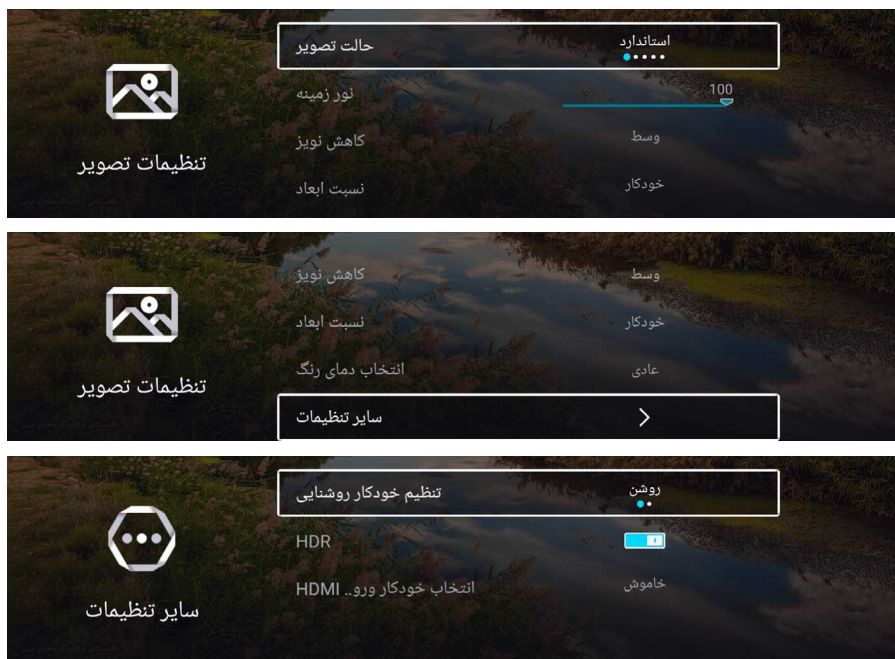 حالت تصویر
استاندارد
نور زمینه
100
کاهش نویز
وسط
نسبت ابعاد
خودکار
تنظیمات تصویر
کاهش نویز
وسط
نسبت ابعاد
خودکار
انتخاب دمای رنگ
عادی
سایر تنظیمات
تنظیمات تصویر
تنظیم خودکار روشنایی
روشن
HDR
انتخاب خودکار ورو.. HDMI
خاموش
سایر تنظیمات